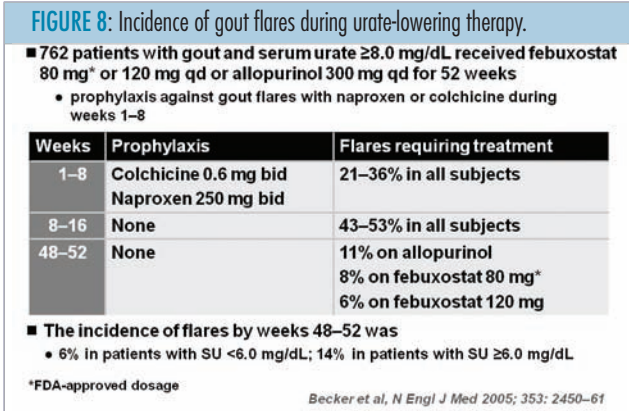 FIGURE 8: Incidence of gout flares during urate-lowering therapy.
■ 762 patients with gout and serum urate ≥8.0 mg/dL received febuxostat
80 mg* or 120 mg qd or allopurinol 300 mg qd for 52 weeks
• prophylaxis against gout flares with naproxen or colchicine during
weeks 1–8
Weeks Prophylaxis Flares requiring treatment
1–8 Colchicine 0.6 mg bid 21–36% in all subjects
Naproxen 250 mg bid
8–16 None 43–53% in all subjects
48–52 None 11% on allopurinol
8% on febuxostat 80 mg*
6% on febuxostat 120 mg
■ The incidence of flares by weeks 48–52 was
• 6% in patients with SU <6.0 mg/dL; 14% in patients with SU ≥6.0 mg/dL
*FDA-approved dosage
Becker et al, N Engl J Med 2005; 353: 2450–61